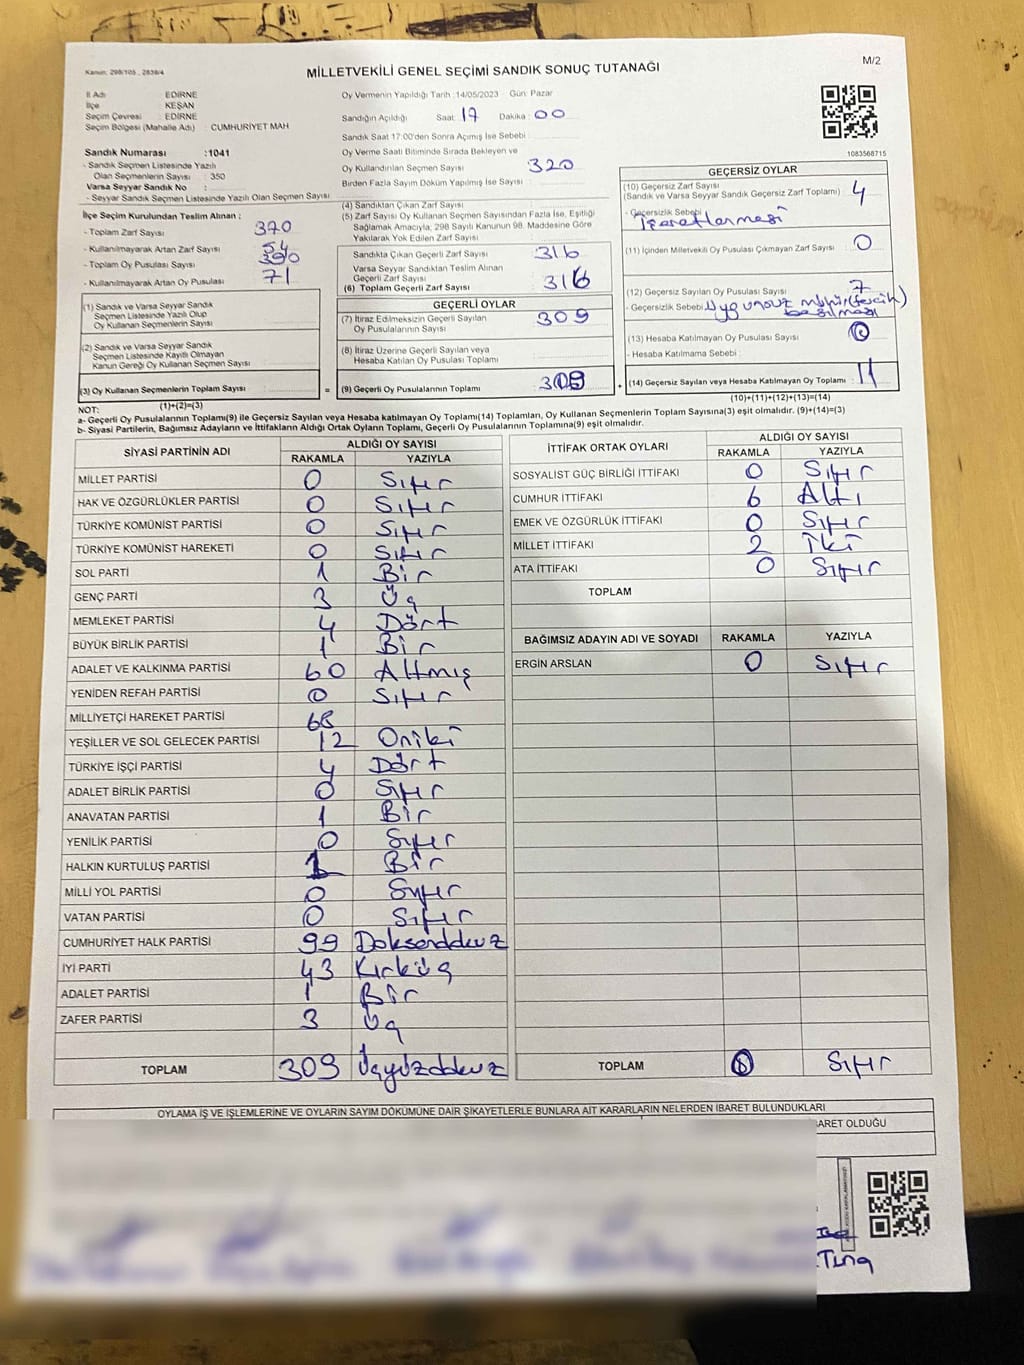 Kanun: 298/105 , 2839/4
MİLLETVEKİLİ GENEL SEÇİMİ SANDIK SONUÇ TUTANAĞI
M/2
İl Adı EDİRNE
İlçe KEŞAN
Seçim Çevresi : EDİRNE
Seçim Bölgesi (Mahalle Adı) : CUMHURİYET MAH
Sandık Numarası :1041
- Sandık Seçmen Listesinde Yazılı
Olan Seçmenlerin Sayısı : 350
Varsa Seyyar Sandık No :
- Seyyar Sandık Seçmen Listesinde Yazılı Olan Seçmen Sayısı
Oy Vermenin Yapıldığı Tarih :14/05/2023 Gün: Pazar
Sandığın Açıldığı Saat: 17 Dakika : 00
Sandık Saat 17:00'den Sonra Açımış İse Sebebi :
Oy Verme Saati Bitiminde Sırada Bekleyen ve
Oy Kullandırılan Seçmen Sayısı 320
Birden Fazla Sayım Döküm Yapılmış İse Sayısı :
1083568715
İlçe Seçim Kurulundan Teslim Alınan ;
- Toplam Zarf Sayısı 370
- Kullanılmayarak Artan Zarf Sayısı 54
- Toplam Oy Pusulası Sayısı 390
- Kullanılmayarak Artan Oy Pusulası 71
(4) Sandıktan Çıkan Zarf Sayısı
(5) Zarf Sayısı Oy Kullanan Seçmen Sayısından Fazla İse, Eşitliği
Sağlamak Amacıyla; 298 Sayılı Kanunun 98. Maddesine Göre
Yakılarak Yok Edilen Zarf Sayısı :
Sandıkta Çıkan Geçerli Zarf Sayısı 316
Varsa Seyyar Sandıktan Teslim Alınan
Geçerli Zarf Sayısı
(6) Toplam Geçerli Zarf Sayısı 316
GEÇERSİZ OYLAR
(10) Geçersiz Zarf Sayısı
(Sandık ve Varsa Seyyar Sandık Geçersiz Zarf Toplamı) 4
- Geçersizlik Sebebi : İşaretlenmesi
(11) İçinden Milletvekili Oy Pusulası Çıkmayan Zarf Sayısı : 0
(12) Geçersiz Sayılan Oy Pusulası Sayısı : 7
- Geçersizlik Sebebi : Uygunsuz mühür(tercih)
basılması
(13) Hesaba Katılmayan Oy Pusulası Sayısı : 0
- Hesaba Katılmama Sebebi :
(14) Geçersiz Sayılan veya Hesaba Katılmayan Oy Toplamı : 11
(10)+(11)+(12)+(13)=(14)
(1) Sandık ve Varsa Seyyar Sandık
Seçmen Listesinde Yazılı Olup
Oy Kullanan Seçmenlerin Sayısı :
(2) Sandık ve Varsa Seyyar Sandık
Seçmen Listesinde Kayıtlı Olmayan
Kanun Gereği Oy Kullanan Seçmen Sayısı :
(3) Oy Kullanan Seçmenlerin Toplam Sayısı : =
(1)+(2)=(3)
GEÇERLİ OYLAR
(7) İtiraz Edilmeksizin Geçerli Sayılan
Oy Pusulalarının Sayısı : 309
(8) İtiraz Üzerine Geçerli Sayılan veya
Hesaba Katılan Oy Pusulası Toplamı :
(9) Geçerli Oy Pusulalarının Toplamı : 309 +
NOT:
a- Geçerli Oy Pusulalarının Toplamı(9) ile Geçersiz Sayılan veya Hesaba katılmayan Oy Toplamı(14) Toplamları, Oy Kullanan Seçmenlerin Toplam Sayısına(3) eşit olmalıdır. (9)+(14)=(3)
b- Siyasi Partilerin, Bağımsız Adayların ve İttifakların Aldığı Ortak Oyların Toplamı, Geçerli Oy Pusulalarının Toplamına(9) eşit olmalıdır.
SİYASİ PARTİNİN ADI ALDIĞI OY SAYISI
RAKAMLA YAZIYLA
MİLLET PARTİSİ 0 Sıfır
HAK VE ÖZGÜRLÜKLER PARTİSİ 0 Sıfır
TÜRKİYE KOMÜNİST PARTİSİ 0 Sıfır
TÜRKİYE KOMÜNİST HAREKETİ 0 Sıfır
SOL PARTİ 1 Bir
GENÇ PARTİ 3 Üç
MEMLEKET PARTİSİ 4 Dört
BÜYÜK BİRLİK PARTİSİ 1 Bir
ADALET VE KALKINMA PARTİSİ 60 Altmış
YENİDEN REFAH PARTİSİ 0 Sıfır
MİLLİYETÇİ HAREKET PARTİSİ 68
YEŞİLLER VE SOL GELECEK PARTİSİ 12 Oniki
TÜRKİYE İŞÇİ PARTİSİ 4 Dört
ADALET BİRLİK PARTİSİ 0 Sıfır
ANAVATAN PARTİSİ 1 Bir
YENİLİK PARTİSİ 0 Sıfır
HALKIN KURTULUŞ PARTİSİ 1 Bir
MİLLİ YOL PARTİSİ 0 Sıfır
VATAN PARTİSİ 0 Sıfır
CUMHURİYET HALK PARTİSİ 99 Doksandokuz
İYİ PARTİ 43 Kırküç
ADALET PARTİSİ 1 Bir
ZAFER PARTİSİ 3 Üç
TOPLAM 309 Üçyüzdokuz
İTTİFAK ORTAK OYLARI ALDIĞI OY SAYISI
RAKAMLA YAZIYLA
SOSYALIST GÜÇ BİRLİĞİ İTTİFAKI 0 Sıfır
CUMHUR İTTİFAKI 6 Altı
EMEK VE ÖZGÜRLÜK İTTİFAKI 0 Sıfır
MİLLET İTTİFAKI 2 İki
ATA İTTİFAKI 0 Sıfır
TOPLAM
BAĞIMSIZ ADAYIN ADI VE SOYADI RAKAMLA YAZIYLA
ERGİN ARSLAN 0 Sıfır
TOPLAM 0 Sıfır
OYLAMA İŞ VE İŞLEMLERİNE VE OYLARIN SAYIM DÖKÜMÜNE DAİR ŞİKAYETLERLE BUNLARA AİT KARARLARIN NELERDEN İBARET BULUNDUKLARI
BARET OLDUĞU